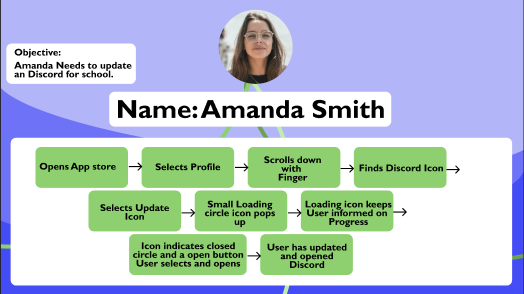 Objective:
Amanda Needs to update
an Discord for school.
Name: Amanda Smith
Opens App store
Selects Profile
Scrolls down
with
Finger
Finds Discord Icon
Selects Update
Icon
Small Loading
circle icon pops
up
Loading icon keeps
User informed on
Progress
Icon indicates closed
circle and a open button
User selects and opens
User has updated
and opened
Discord